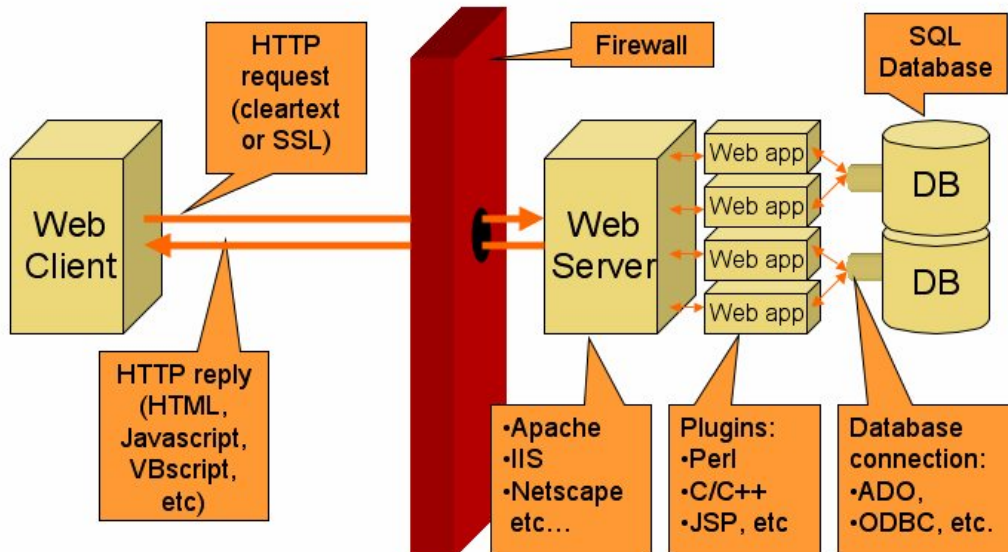 HTTP
request
(cleartext
or SSL)
Firewall
SQL
Database
Web
Client
Web
Server
Web app
Web app
Web app
Web app
DB
DB
HTTP reply
(HTML,
Javascript,
VBscript,
etc)
•Apache
•IIS
•Netscape
etc…
Plugins:
•Perl
•C/C++
•JSP, etc
Database
connection:
•ADO,
•ODBC, etc.